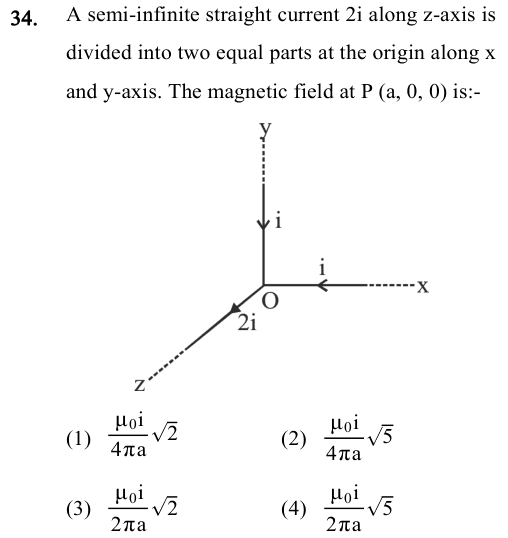 34. A semi-infinite straight current 2i along z-axis is
divided into two equal parts at the origin along x
and y-axis. The magnetic field at P (a, 0, 0) is:-
y
i
i
x
O
2i
z
(1) μ₀i/4πa √2 (2) μ₀i/4πa √5
(3) μ₀i/2πa √2 (4) μ₀i/2πa √5